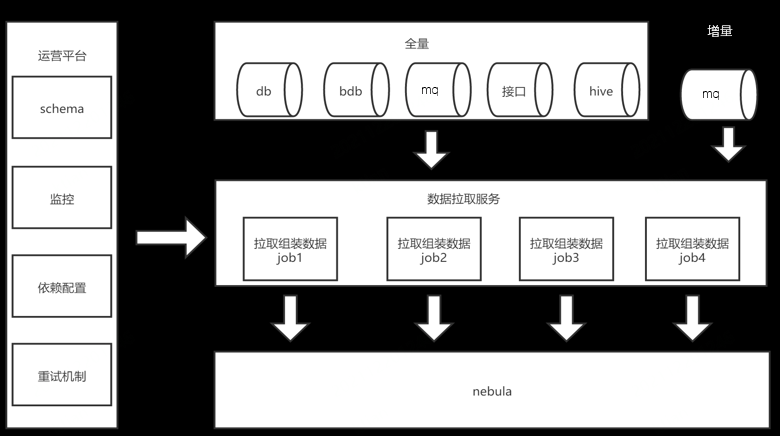 运营平台
schema
监控
依赖配置
重试机制
全量
db
bdb
mq
接口
hive
增量
mq
数据拉取服务
拉取组装数据
job1
拉取组装数据
job2
拉取组装数据
job3
拉取组装数据
job4
nebula